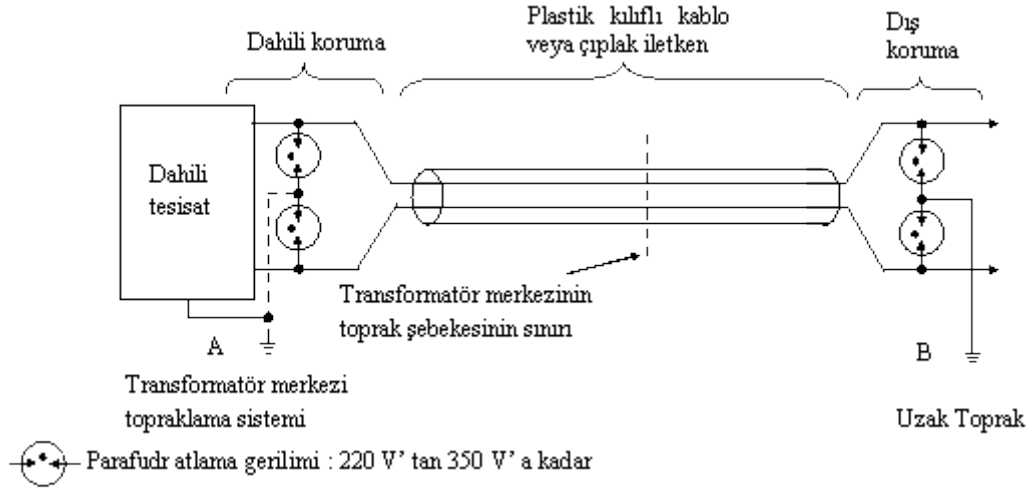 Plastik kılıflı kablo
veya çıplak iletken
Dış
koruma
Dahili koruma
Dahili
tesisat
Transformatör merkezinin
toprak şebekesinin sınırı
A
B
Transformatör merkezi
topraklama sistemi
Uzak Toprak
Parafudr atlama gerilimi : 220 V' tan 350 V' a kadar